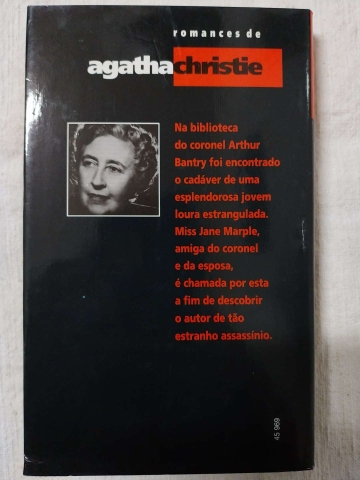 romances de
agathachristie
Na biblioteca
do coronel Arthur
Bantry foi encontrado
o cadáver de uma
esplendorosa jovem
loura estrangulada.
Miss Jane Marple,
amiga do coronel
e da esposa,
é chamada por esta
a fim de descobrir
o autor de tão
estranho assassínio.
45 969